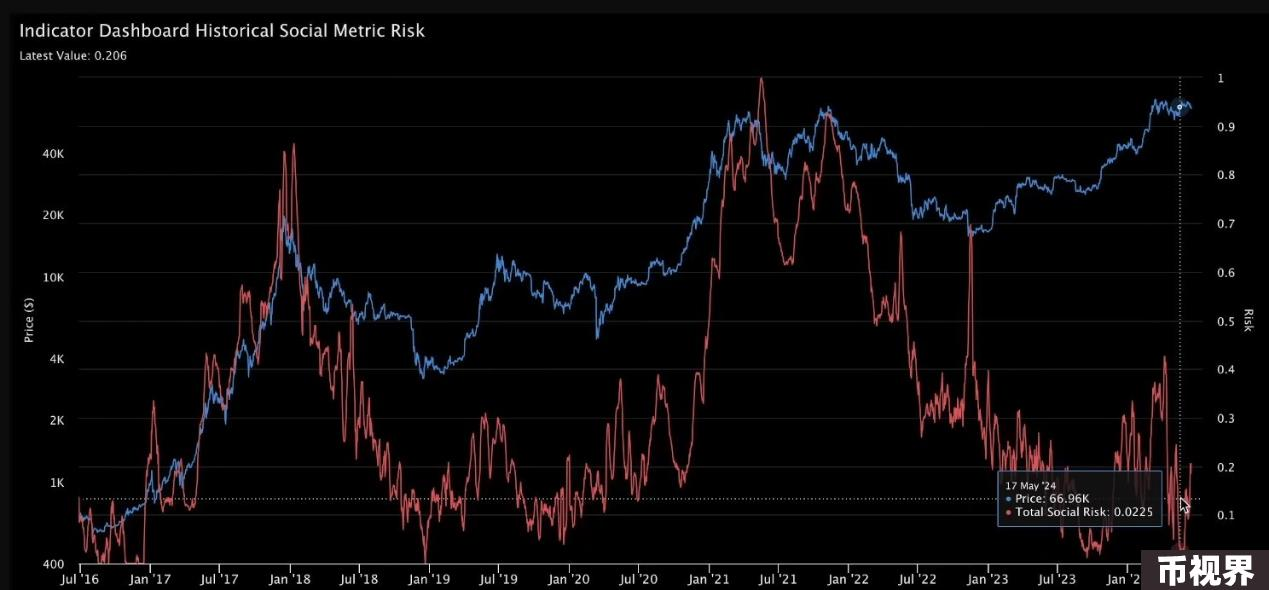 Indicator Dashboard Historical Social Metric Risk
Latest Value: 0.206
1
0.9
40K
0.8
20K
0.7
10K
0.6
Price ($)
Risk
0.5
4K
0.4
2K
0.3
1K
0.2
17 May '24
Price: 66.96K
Total Social Risk: 0.0225
0.1
400
Jul '16 Jan '17 Jul '17 Jan '18 Jul '18 Jan '19 Jul '19 Jan '20 Jul '20 Jan '21 Jul '21 Jan '22 Jul '22 Jan '23 Jul '23 Jan '2
币视界